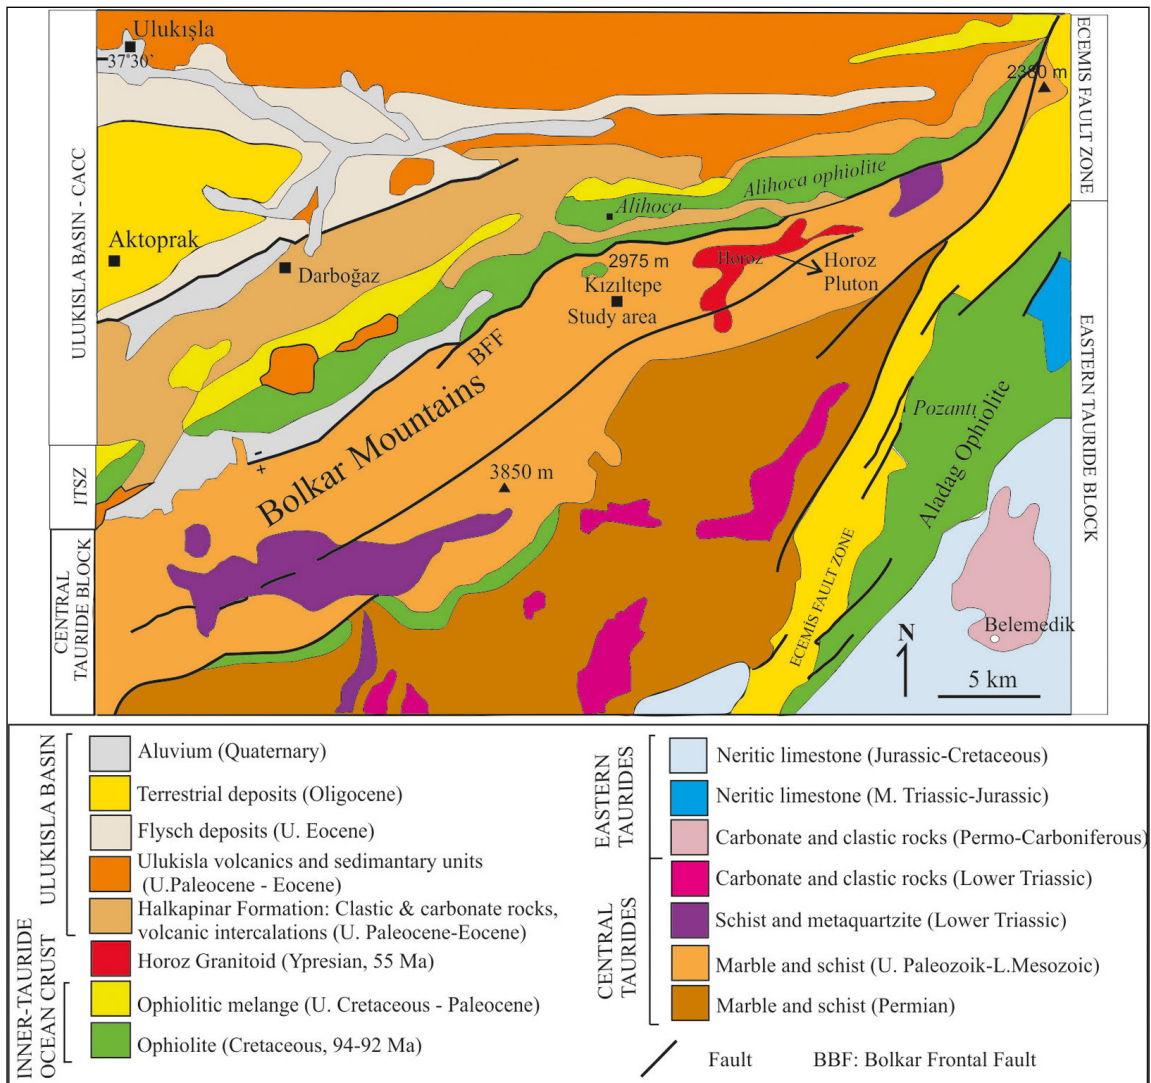 Ulukışla
37°30`
ECEMIS FAULT ZONE
2380 m
ULUKISLA BASIN - CACC
Alihoca ophiolite
Alihoca
Aktoprak
Darboğaz
2975 m
Kızıltepe
Study area
Horoz
Horoz
Pluton
BFF
EASTERN TAURIDE BLOCK
Bolkar Mountains
Pozantı
Aladag Ophiolite
-
+
3850 m
ITSZ
CENTRAL
TAURIDE BLOCK
ECEMİS FAULT ZONE
Belemedik
N
5 km
ULUKISLA BASIN
Aluvium (Quaternary)
Terrestrial deposits (Oligocene)
Flysch deposits (U. Eocene)
Ulukisla volcanics and sedimantary units
(U.Paleocene - Eocene)
Halkapinar Formation: Clastic & carbonate rocks,
volcanic intercalations (U. Paleocene-Eocene)
Horoz Granitoid (Ypresian, 55 Ma)
INNER-TAURIDE
OCEAN CRUST
Ophiolitic melange (U. Cretaceous - Paleocene)
Ophiolite (Cretaceous, 94-92 Ma)
EASTERN
TAURIDES
Neritic limestone (Jurassic-Cretaceous)
Neritic limestone (M. Triassic-Jurassic)
Carbonate and clastic rocks (Permo-Carboniferous)
CENTRAL
TAURIDES
Carbonate and clastic rocks (Lower Triassic)
Schist and metaquartzite (Lower Triassic)
Marble and schist (U. Paleozoik-L.Mesozoic)
Marble and schist (Permian)
Fault
BBF: Bolkar Frontal Fault